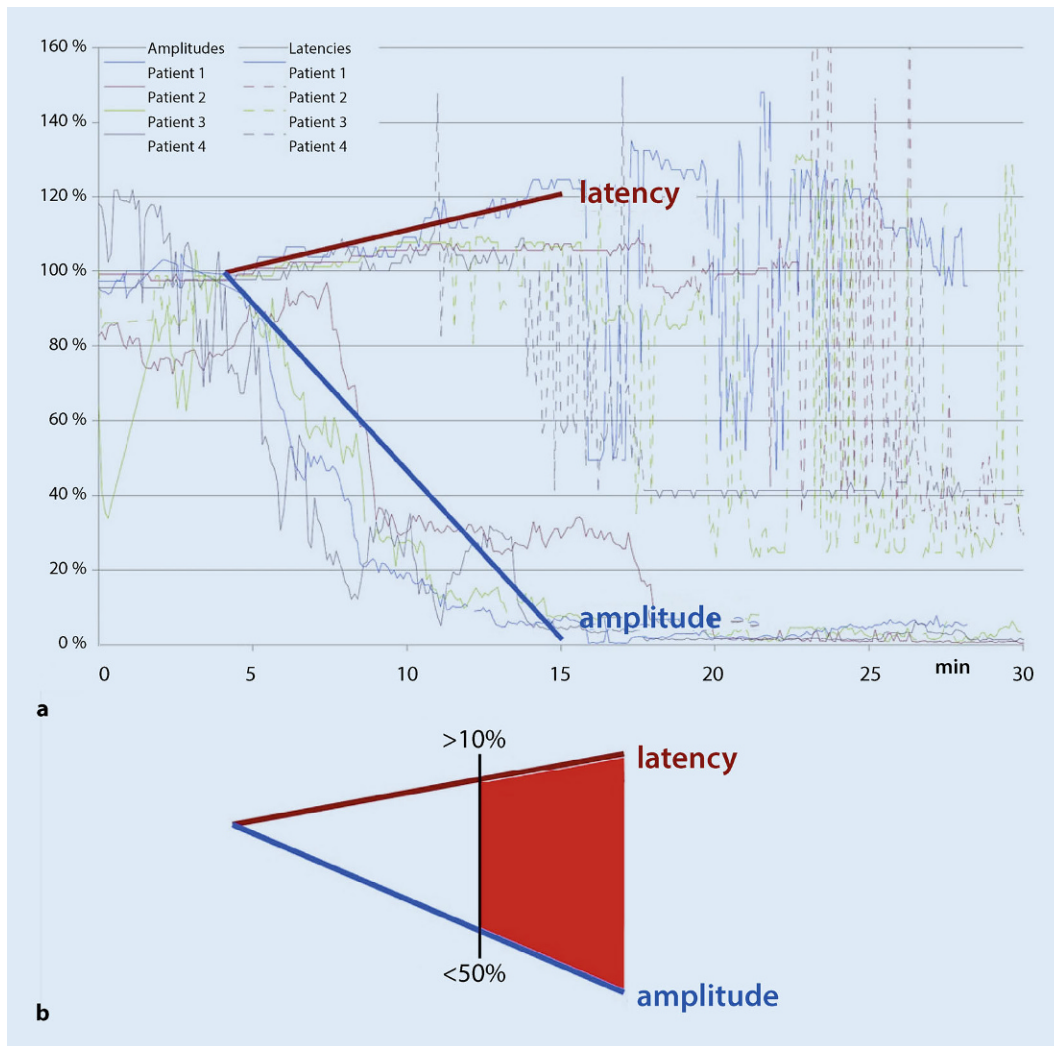 160 %
140 %
120 %
100 %
80 %
60 %
40 %
20 %
0 %
Amplitudes
Patient 1
Patient 2
Patient 3
Patient 4
Latencies
Patient 1
Patient 2
Patient 3
Patient 4
latency
amplitude
0 5 10 15 20 25 min 30
a
>10%
latency
<50%
amplitude
b